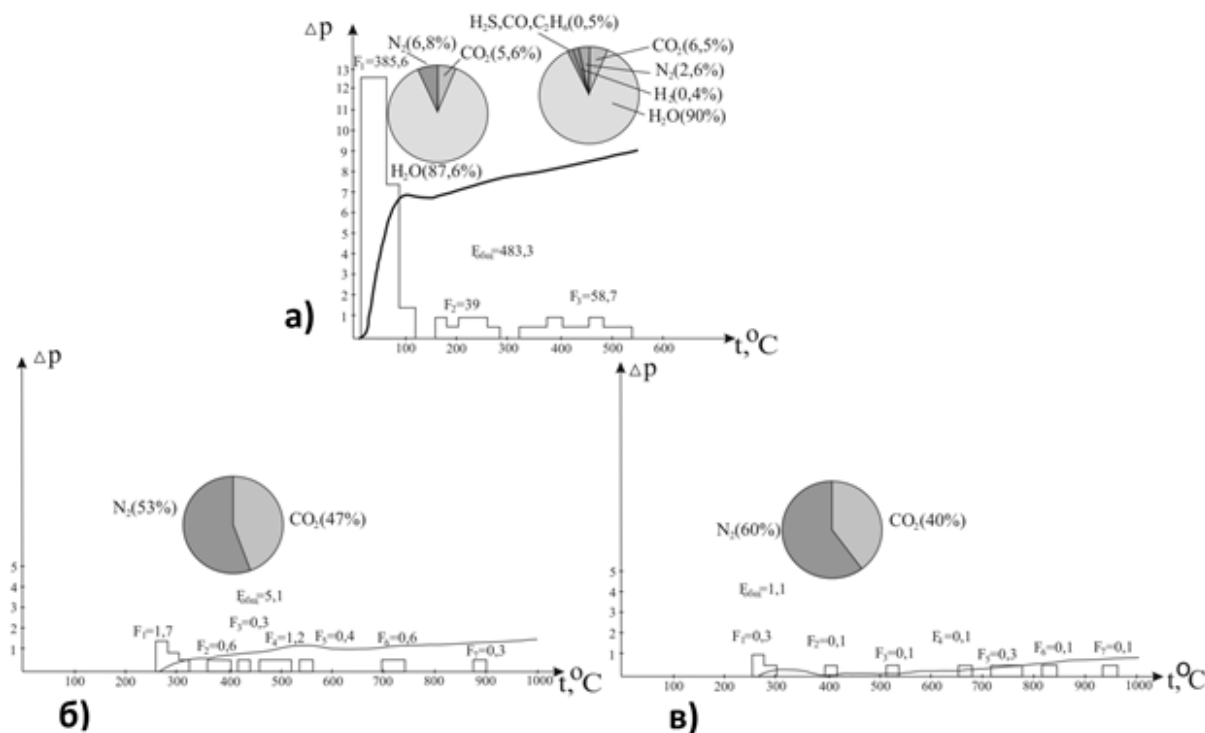 △p
H₂S,CO,C₂H₆(0,5%)
N₂(6,8%)
CO₂(5,6%)
CO₂(6,5%)
N₂(2,6%)
H₂(0,4%)
H₂O(90%)
F₁=385,6
H₂O(87,6%)
13
12
11
10
9
8
7
6
5
4
3
2
1
Eобщ=483,3
F₂=39
F₃=58,7
100 200 300 400 500 600
t,°C
а)
△p
N₂(53%)
CO₂(47%)
5
4
3
2
1
Eобщ=5,1
F₁=1,7
F₂=0,6
F₃=0,3
F₄=1,2
F₅=0,4
F₆=0,6
F₇=0,3
100 200 300 400 500 600 700 800 900 1000
t,°C
б)
△p
N₂(60%)
CO₂(40%)
5
4
3
2
1
Eобщ=1,1
F₁=0,3
F₂=0,1
F₃=0,1
F₄=0,1
F₅=0,3
F₆=0,1
F₇=0,1
100 200 300 400 500 600 700 800 900 1000
t,°C
в)